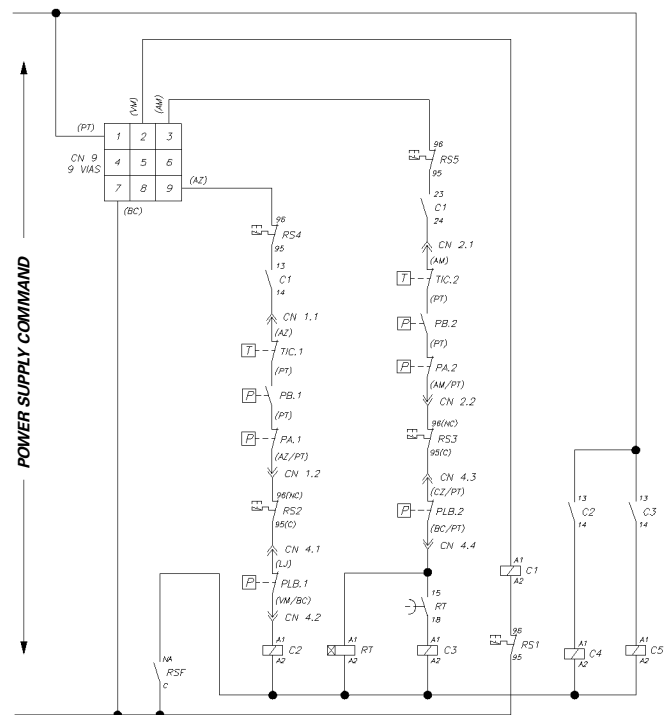 POWER SUPPLY COMMAND
(PT)
(VM)
(AM)
CN 9
9 VIAS
1 2 3
4 5 6
7 8 9
(AZ)
(BC)
96
RS4
95
13
C1
14
CN 1.1
(AZ)
T TIC.1
(PT)
P PB.1
(PT)
P PA.1
(AZ/PT)
CN 1.2
96(NC)
RS2
95(C)
CN 4.1
(LJ)
P PLB.1
(VM/BC)
CN 4.2
A1
C2
A2
NA
RSF
C
96
RS5
95
23
C1
24
CN 2.1
(AM)
T TIC.2
(PT)
P PB.2
(PT)
P PA.2
(AM/PT)
CN 2.2
96(NC)
RS3
95(C)
CN 4.3
(CZ/PT)
P PLB.2
(BC/PT)
CN 4.4
A1
RT
A2
15
RT
18
A1
C3
A2
A1
C1
A2
96
RS1
95
13
C2
14
A1
C4
A2
13
C3
14
A1
C5
A2